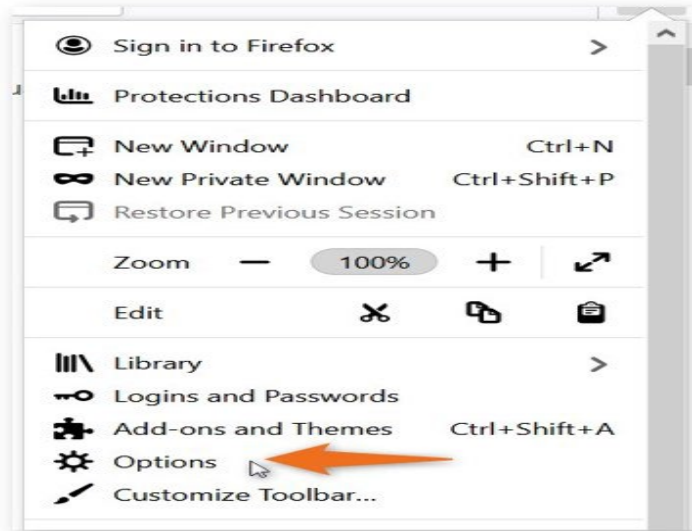 Sign in to Firefox
Protections Dashboard
New Window Ctrl+N
New Private Window Ctrl+Shift+P
Restore Previous Session
Zoom 100%
Edit
Library
Logins and Passwords
Add-ons and Themes Ctrl+Shift+A
Options
Customize Toolbar...